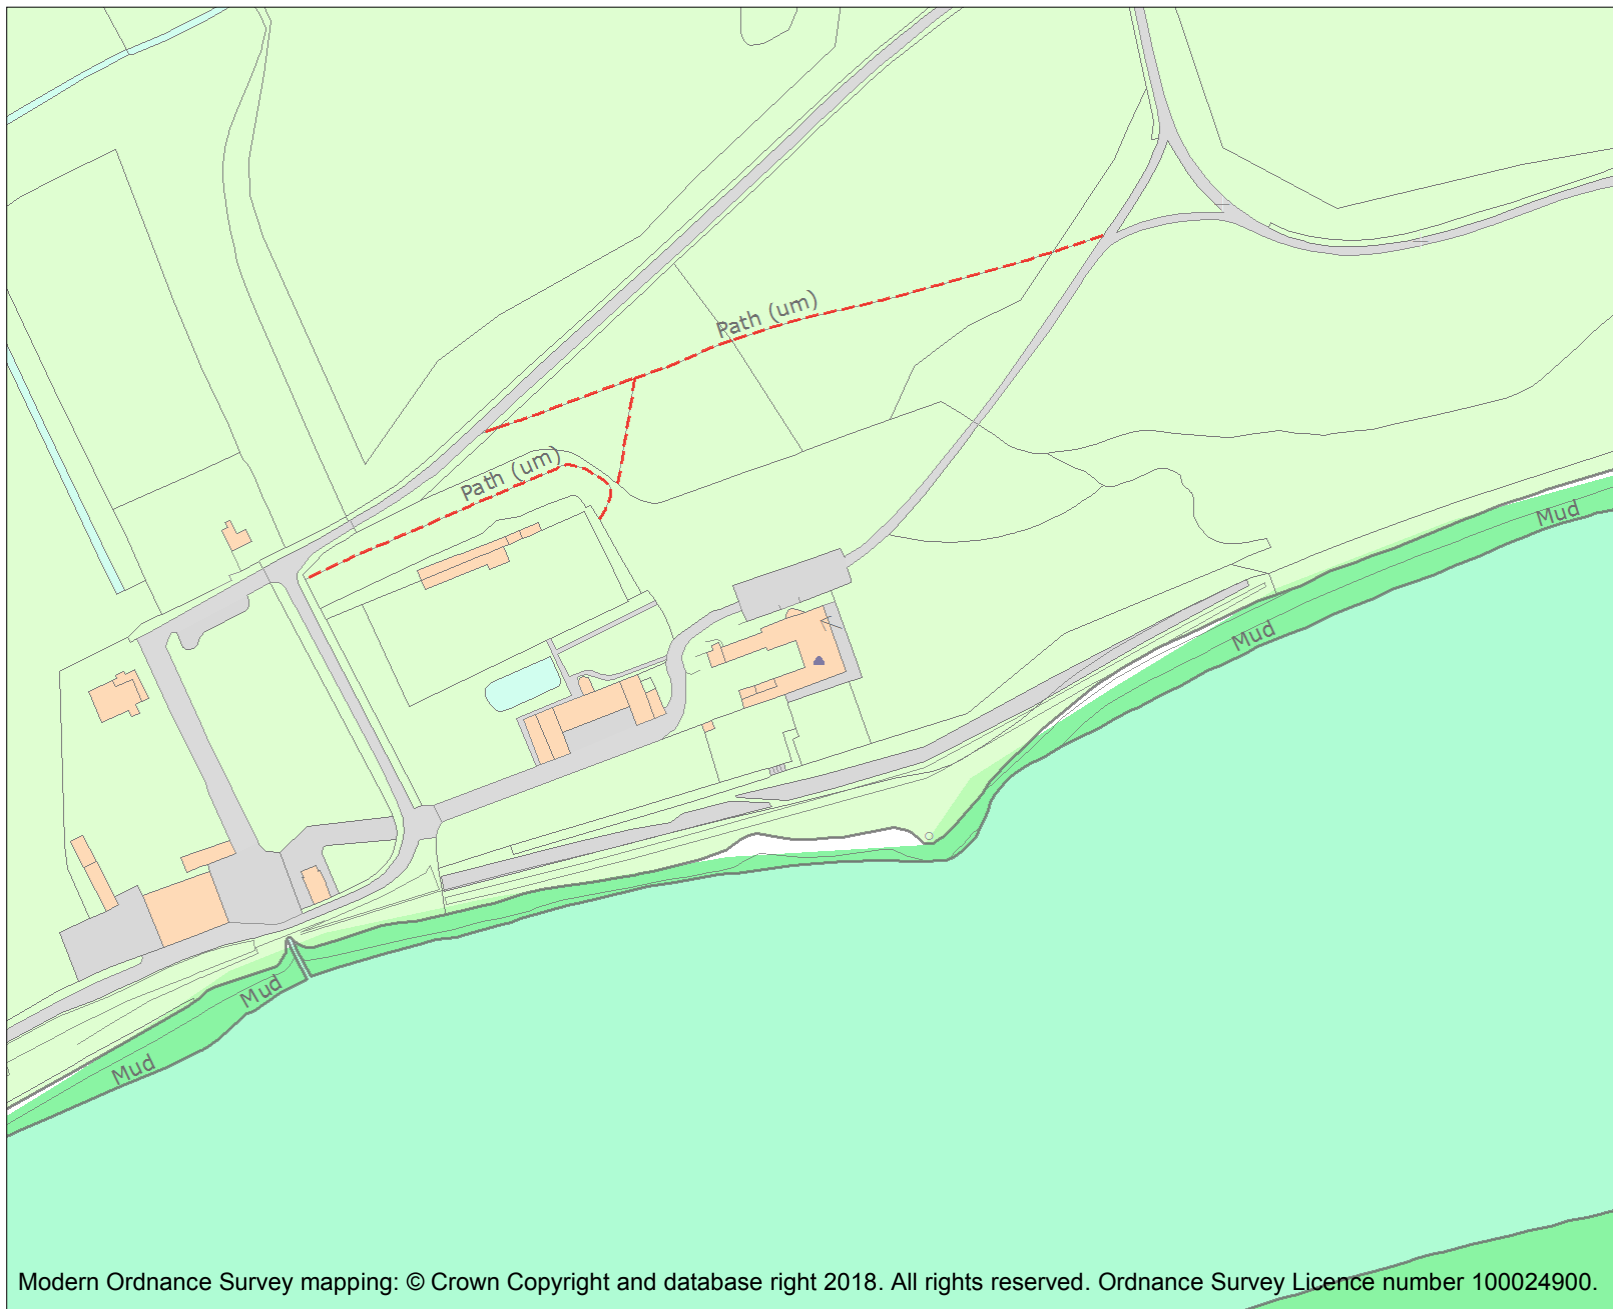 Path (um)
Path (um)
Mud
Mud
Mud
Mud
Modern Ordnance Survey mapping: © Crown Copyright and database right 2018. All rights reserved. Ordnance Survey Licence number 100024900.